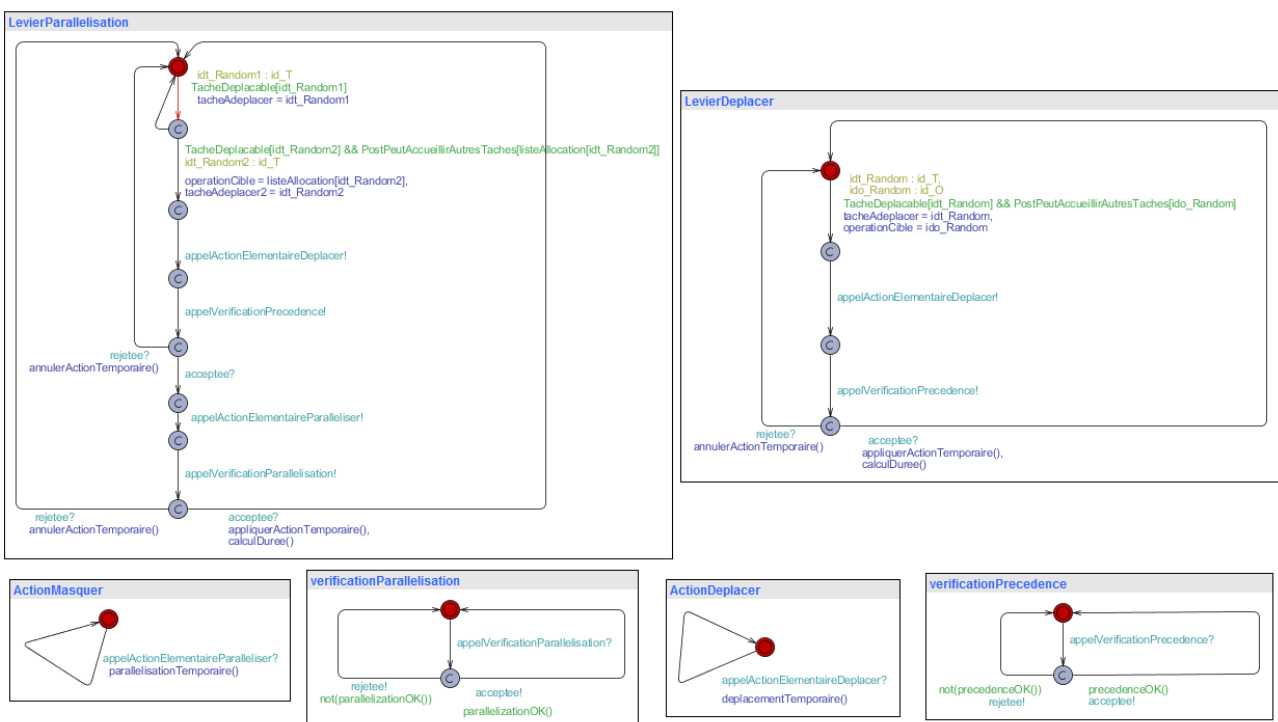 LevierParallelisation
idt_Random1 : id_T
TacheDeplacable[idt_Random1]
tacheAdeplacer = idt_Random1
C
TacheDeplacable[idt_Random2] && PostPeutAccueillirAutresTaches[listeAllocation[idt_Random2]]
idt_Random2 : id_T
operationCible = listeAllocation[idt_Random2],
tacheAdeplacer2 = idt_Random2
C
appelActionElementaireDeplacer!
C
appelVerificationPrecedence!
C
rejetee?
annulerActionTemporaire()
acceptee?
C
appelActionElementaireParalleliser!
C
appelVerificationParallelisation!
C
rejetee?
annulerActionTemporaire()
acceptee?
appliquerActionTemporaire(),
calculDuree()
LevierDeplacer
idt_Random : id_T,
ido_Random : id_O
TacheDeplacable[idt_Random] && PostPeutAccueillirAutresTaches[ido_Random]
tacheAdeplacer = idt_Random,
operationCible = ido_Random
C
appelActionElementaireDeplacer!
C
appelVerificationPrecedence!
C
rejetee?
annulerActionTemporaire()
acceptee?
appliquerActionTemporaire(),
calculDuree()
ActionMasquer
appelActionElementaireParalleliser?
parallelisationTemporaire()
verificationParallelisation
appelVerificationParallelisation?
C
rejetee!
not(parallelizationOK())
acceptee!
parallelizationOK()
ActionDeplacer
appelActionElementaireDeplacer?
deplacementTemporaire()
verificationPrecedence
appelVerificationPrecedence?
C
not(precedenceOK())
rejetee!
precedenceOK()
acceptee!